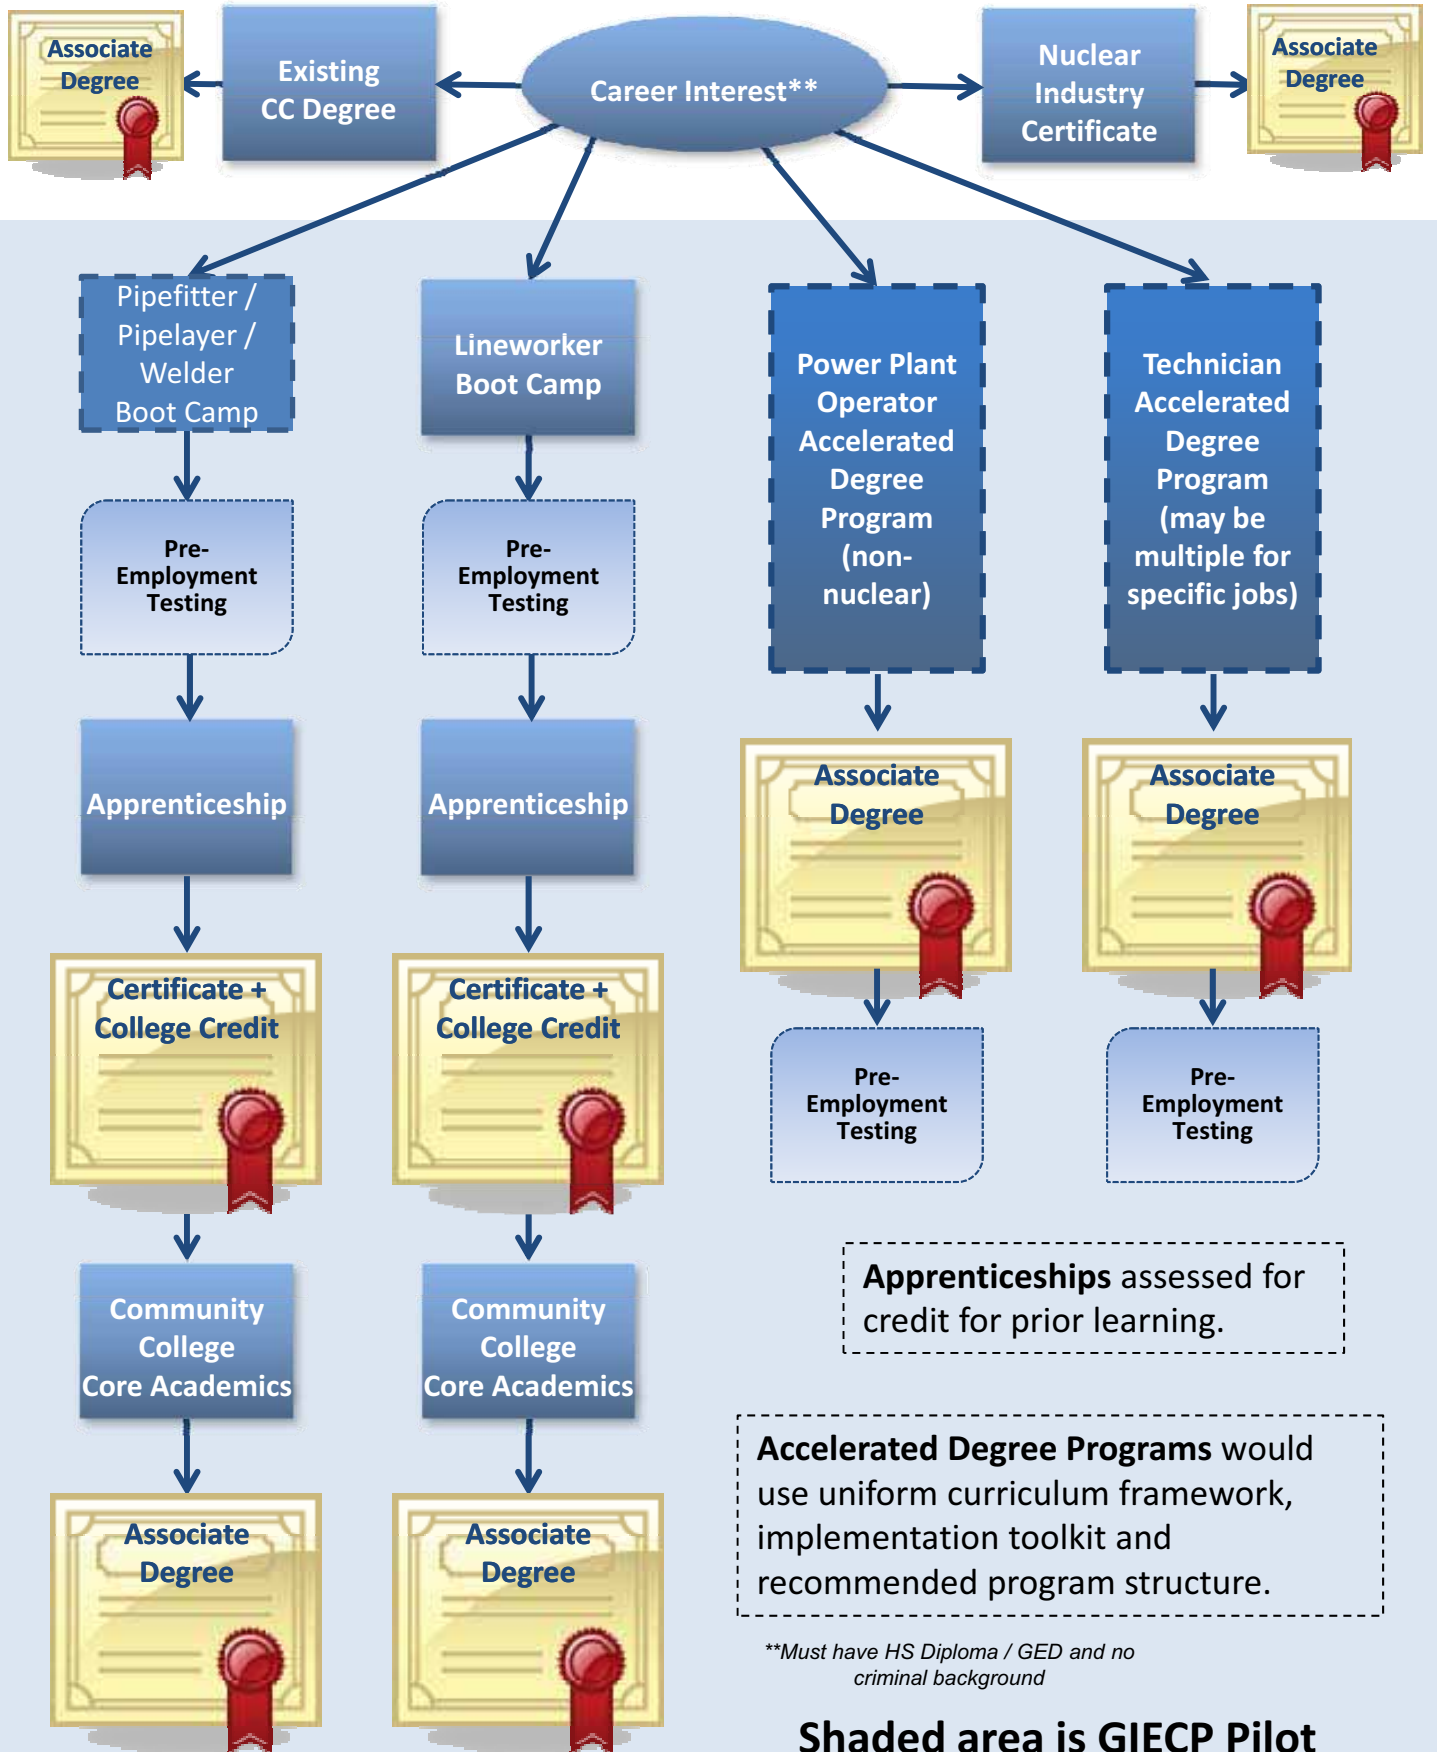 Associate
Degree
Existing
CC Degree
Career Interest**
Nuclear
Industry
Certificate
Associate
Degree
Pipefitter /
Pipelayer /
Welder
Boot Camp
Pre-
Employment
Testing
Apprenticeship
Certificate +
College Credit
Community
College
Core Academics
Associate
Degree
Lineworker
Boot Camp
Pre-
Employment
Testing
Apprenticeship
Certificate +
College Credit
Community
College
Core Academics
Associate
Degree
Power Plant
Operator
Accelerated
Degree
Program
(non-
nuclear)
Associate
Degree
Pre-
Employment
Testing
Technician
Accelerated
Degree
Program
(may be
multiple for
specific jobs)
Associate
Degree
Pre-
Employment
Testing
Apprenticeships assessed for
credit for prior learning.
Accelerated Degree Programs would
use uniform curriculum framework,
implementation toolkit and
recommended program structure.
**Must have HS Diploma / GED and no
criminal background
Shaded area is GIECP Pilot